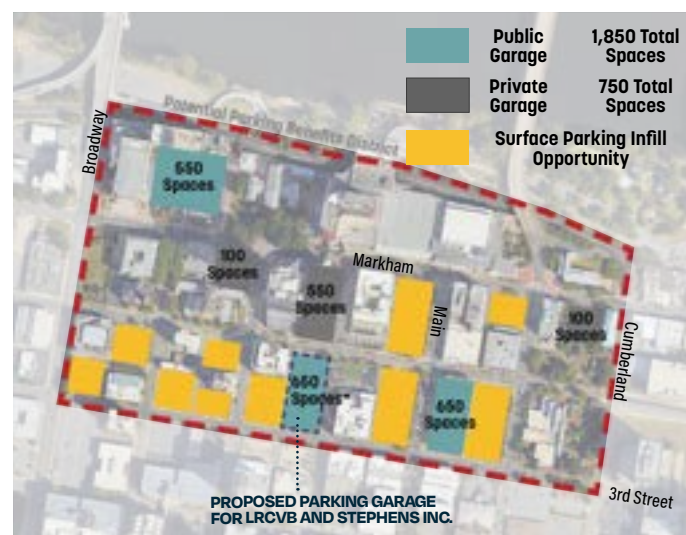 Public Garage
1,850 Total Spaces
Private Garage
750 Total Spaces
Surface Parking Infill Opportunity
Potential Parking Benefits District
Broadway
550 Spaces
100 Spaces
550 Spaces
Markham
Main
100 Spaces
Cumberland
650 Spaces*
650 Spaces
3rd Street
PROPOSED PARKING GARAGE
FOR LRCVB AND STEPHENS INC.